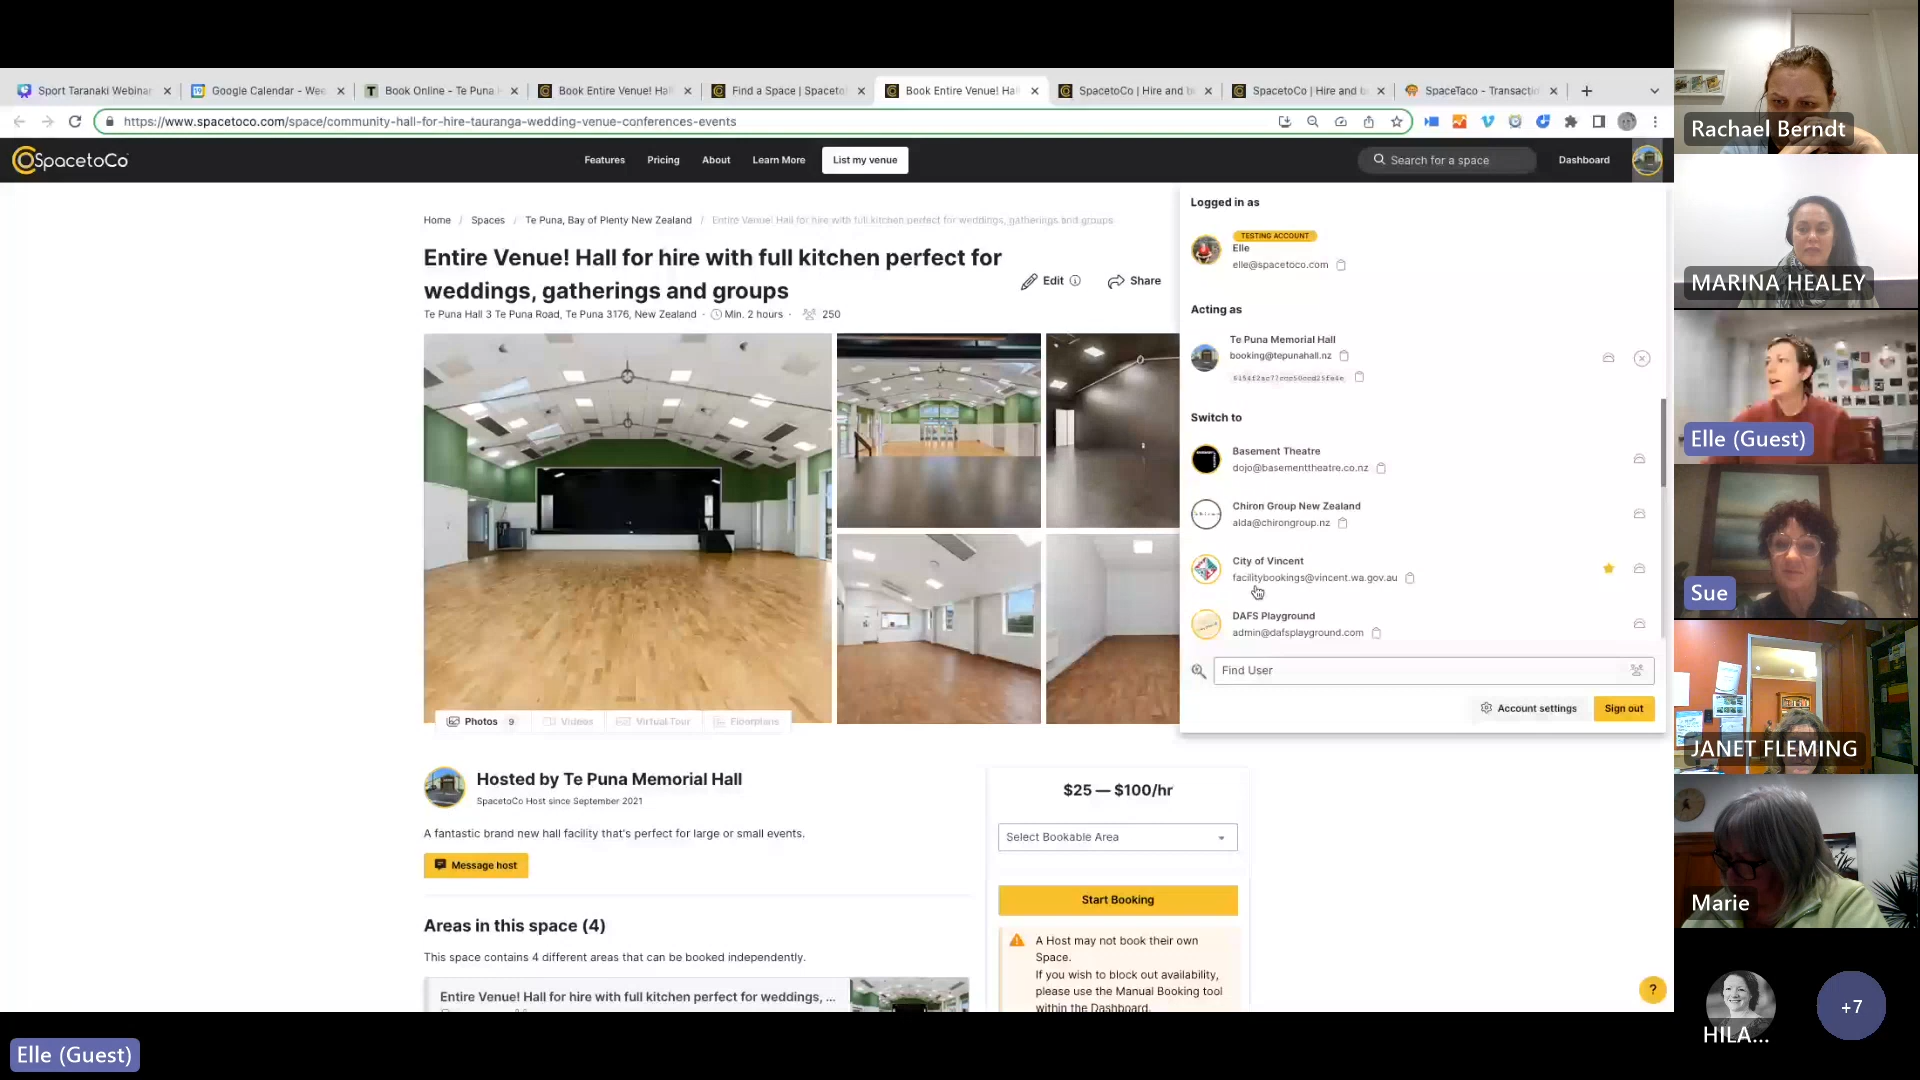 Sport Taranaki Webinar
Google Calendar - Wee
Book Online - Te Puna H
Book Entire Venue! Hal
Find a Space | Spaceto
Book Entire Venue! Hal
SpacetoCo | Hire and b
SpacetoCo | Hire and b
SpaceTaco - Transactio
https://www.spacetoco.com/space/community-hall-for-hire-tauranga-wedding-venue-conferences-events
SpacetoCo
Features
Pricing
About
Learn More
List my venue
Search for a space
Dashboard
Home / Spaces / Te Puna, Bay of Plenty New Zealand / Entire Venue! Hall for hire with full kitchen perfect for weddings, gatherings and groups
Entire Venue! Hall for hire with full kitchen perfect for
weddings, gatherings and groups
Edit
Share
Te Puna Hall 3 Te Puna Road, Te Puna 3176, New Zealand · Min. 2 hours · 250
Photos 9
Videos
Virtual Tour
Floorplans
Logged in as
TESTING ACCOUNT
Elle
elle@spacetoco.com
Acting as
Te Puna Memorial Hall
booking@tepunahall.nz
Switch to
Basement Theatre
dojo@basementtheatre.co.nz
Chiron Group New Zealand
alda@chirongroup.nz
City of Vincent
facilitybookings@vincent.wa.gov.au
DAFS Playground
admin@dafsplayground.com
Find User
Account settings
Sign out
Hosted by Te Puna Memorial Hall
SpacetoCo Host since September 2021
A fantastic brand new hall facility that's perfect for large or small events.
Message host
Areas in this space (4)
This space contains 4 different areas that can be booked independently.
Entire Venue! Hall for hire with full kitchen perfect for weddings, ...
$25 — $100/hr
Select Bookable Area
Start Booking
A Host may not book their own
Space.
If you wish to block out availability,
please use the Manual Booking tool
within the Dashboard.
?
Rachael Berndt
MARINA HEALEY
Elle (Guest)
Sue
JANET FLEMING
Marie
HILA...
+7
Elle (Guest)